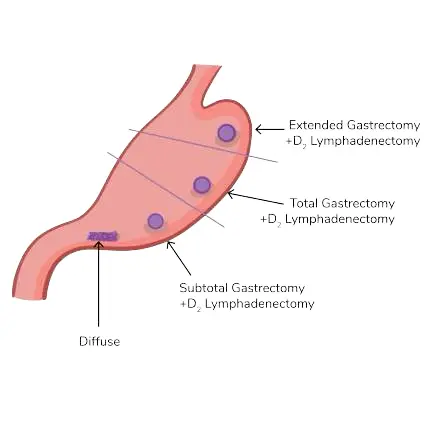 Extended Gastrectomy
+D₂ Lymphadenectomy
Total Gastrectomy
+D₂ Lymphadenectomy
Subtotal Gastrectomy
+D₂ Lymphadenectomy
Diffuse